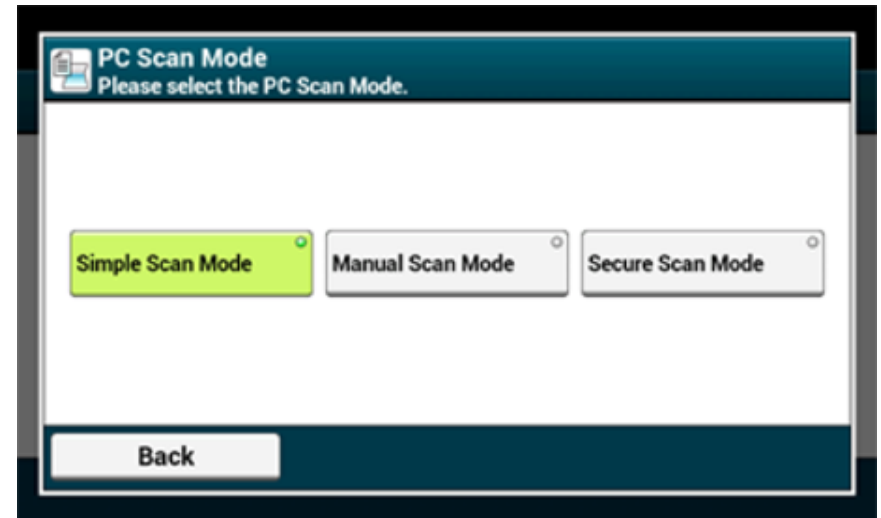 PC Scan Mode
Please select the PC Scan Mode.
Simple Scan Mode
Manual Scan Mode
Secure Scan Mode
Back